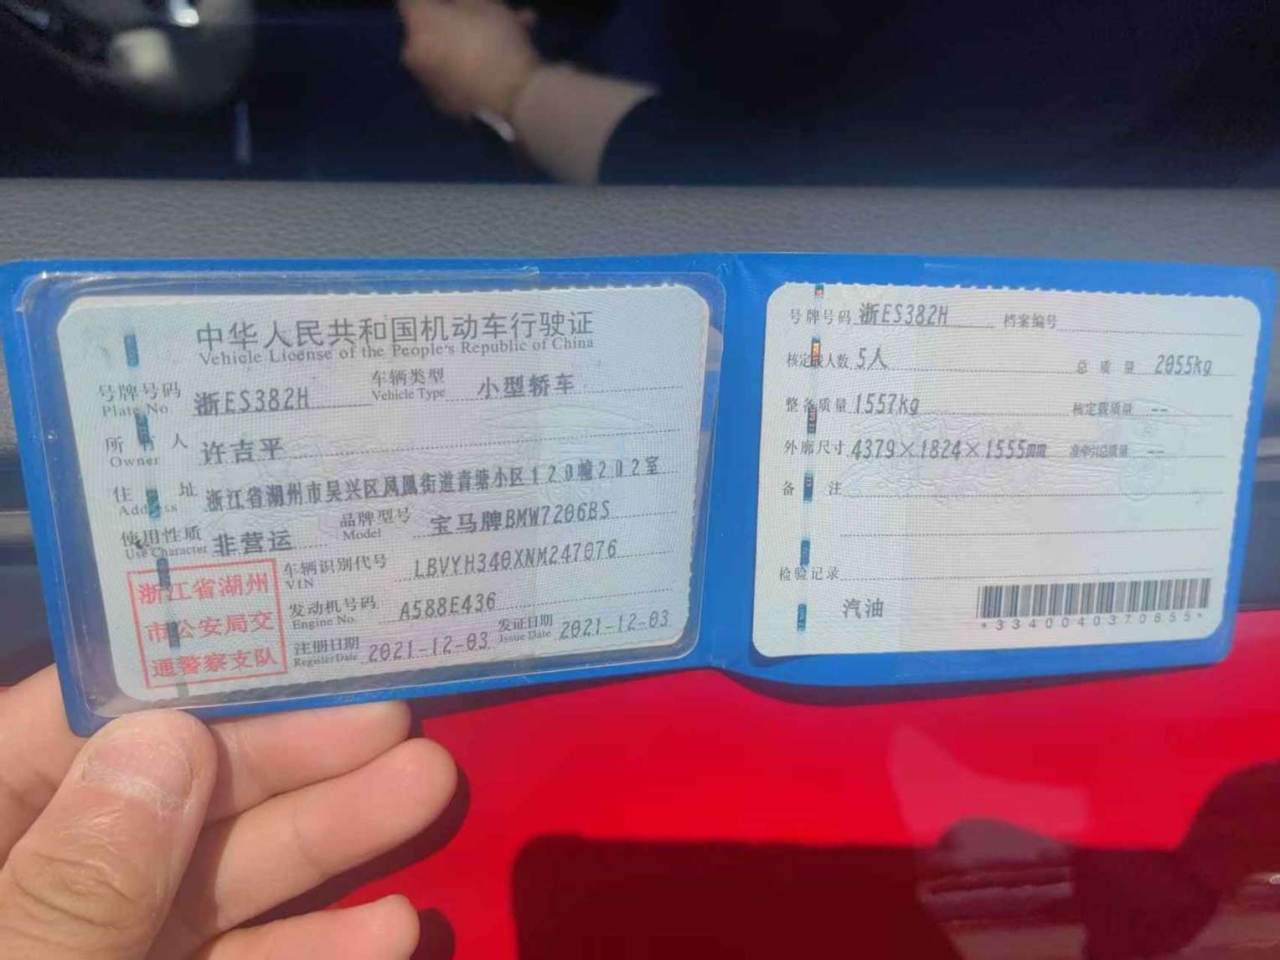 中华人民共和国机动车行驶证
Vehicle License of the People's Republic of China
号牌号码 浙ES382H 车辆类型 小型轿车
Plate No. Vehicle Type
所有人 许吉平
Owner
住址 浙江省湖州市吴兴区凤凰街道青塘小区120幢202室
Address
使用性质 非营运 品牌型号 宝马牌BMW7206BS
Use Character Model
浙江省湖州
市公安局交
通警察支队
车辆识别代号 LBVYH340XNM247076
VIN
发动机号码 A588E436
Engine No.
注册日期 2021-12-03 发证日期 2021-12-03
Register Date Issue Date
号牌号码 浙ES382H 档案编号
核定载人数 5人 总质量 2055kg
整备质量 1557kg 核定载质量 --
外廓尺寸 4379×1824×1555mm 准牵引总质量 --
备注
检验记录
汽油
*3340040370655*